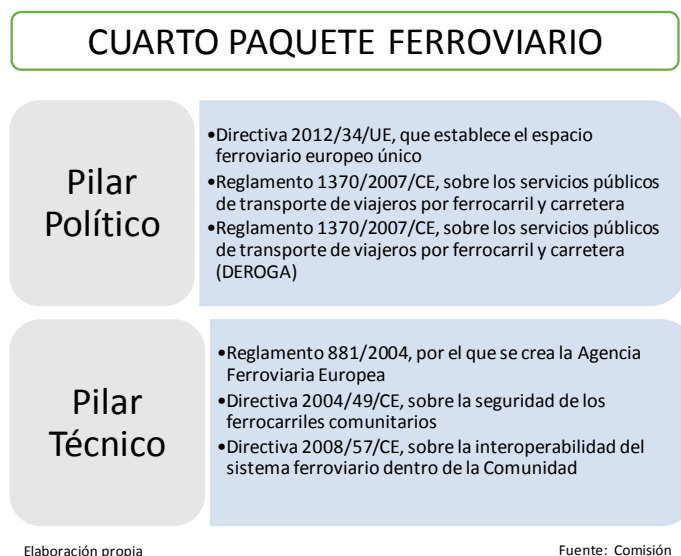 CUARTO PAQUETE FERROVIARIO
Pilar
Político
•Directiva 2012/34/UE, que establece el espacio
ferroviario europeo único
•Reglamento 1370/2007/CE, sobre los servicios públicos
de transporte de viajeros por ferrocarril y carretera
•Reglamento 1370/2007/CE, sobre los servicios públicos
de transporte de viajeros por ferrocarril y carretera
(DEROGA)
Pilar
Técnico
•Reglamento 881/2004, por el que se crea la Agencia
Ferroviaria Europea
•Directiva 2004/49/CE, sobre la seguridad de los
ferrocarriles comunitarios
•Directiva 2008/57/CE, sobre la interoperabilidad del
sistema ferroviario dentro de la Comunidad
Elaboración propia
Fuente: Comisión